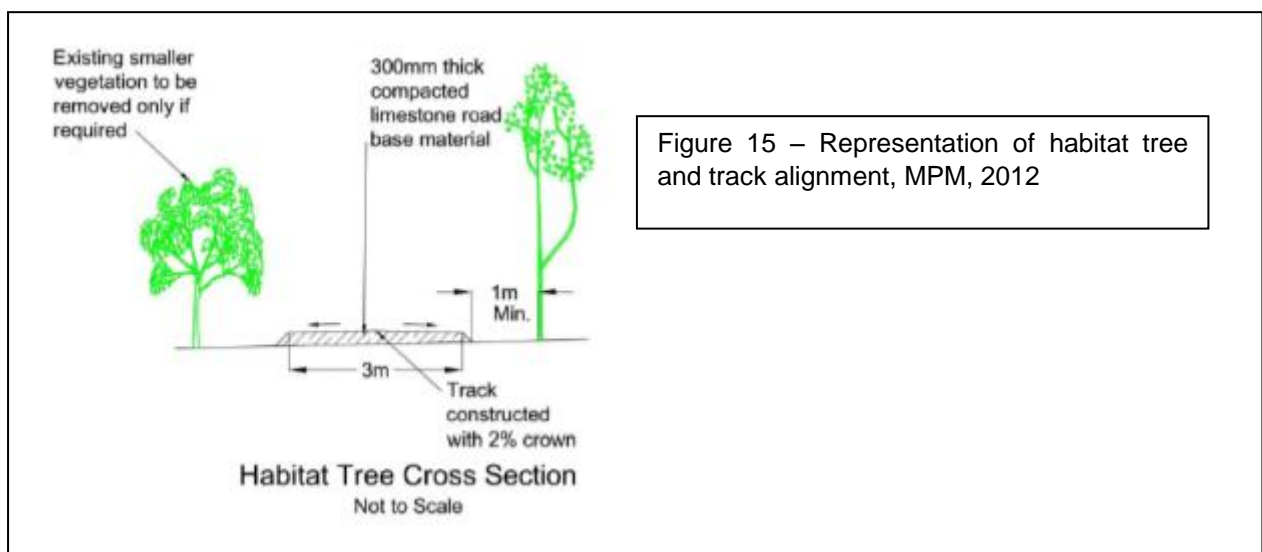 Existing smaller
vegetation to be
removed only if
required
300mm thick
compacted
limestone road
base material
1m
Min.
3m
Track
constructed
with 2% crown
Habitat Tree Cross Section
Not to Scale
Figure 15 – Representation of habitat tree
and track alignment, MPM, 2012